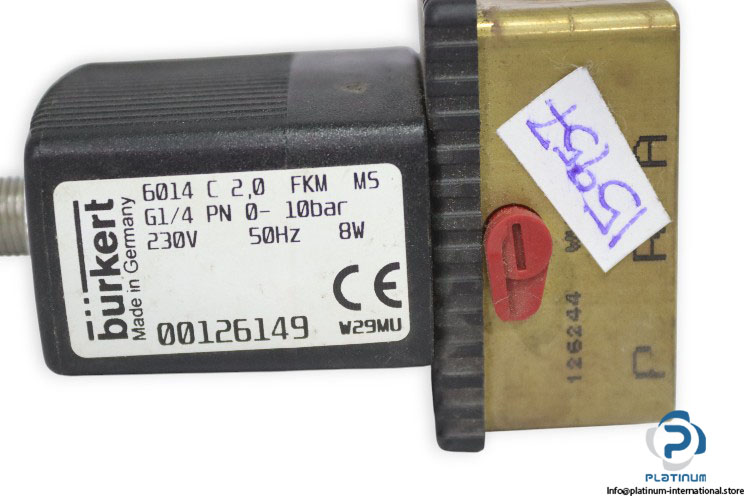 bürkert
Made in Germany
6014 C 2,0 FKM MS
G1/4 PN 0- 10bar
230V 50Hz 8W
CE
00126149
W29MU
15957
126244 W
P
A
PLATINUM
Info@platinum-international.store